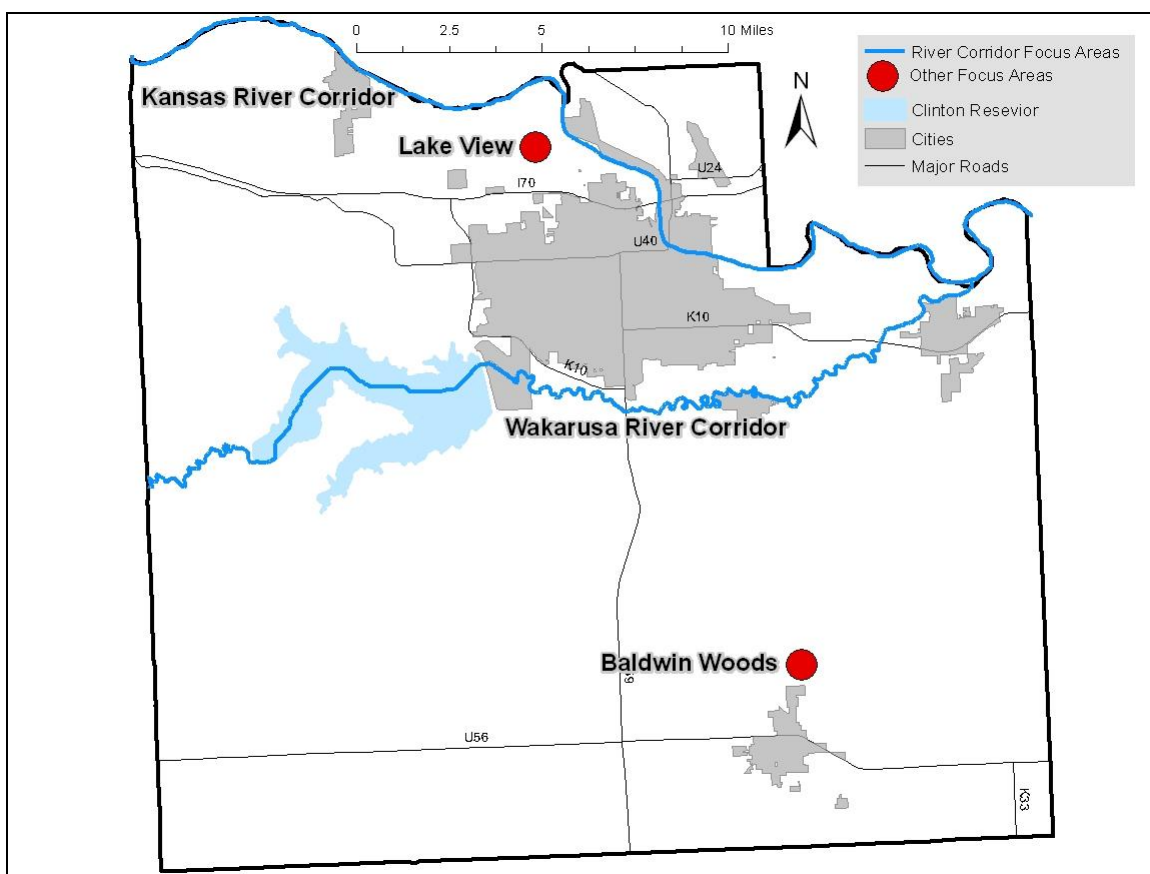 0 2.5 5 10 Miles
River Corridor Focus Areas
Other Focus Areas
Clinton Resevior
Cities
Major Roads
N
Kansas River Corridor
Lake View
U24
I70
U40
K10
K10
Wakarusa River Corridor
Baldwin Woods
U56
K33